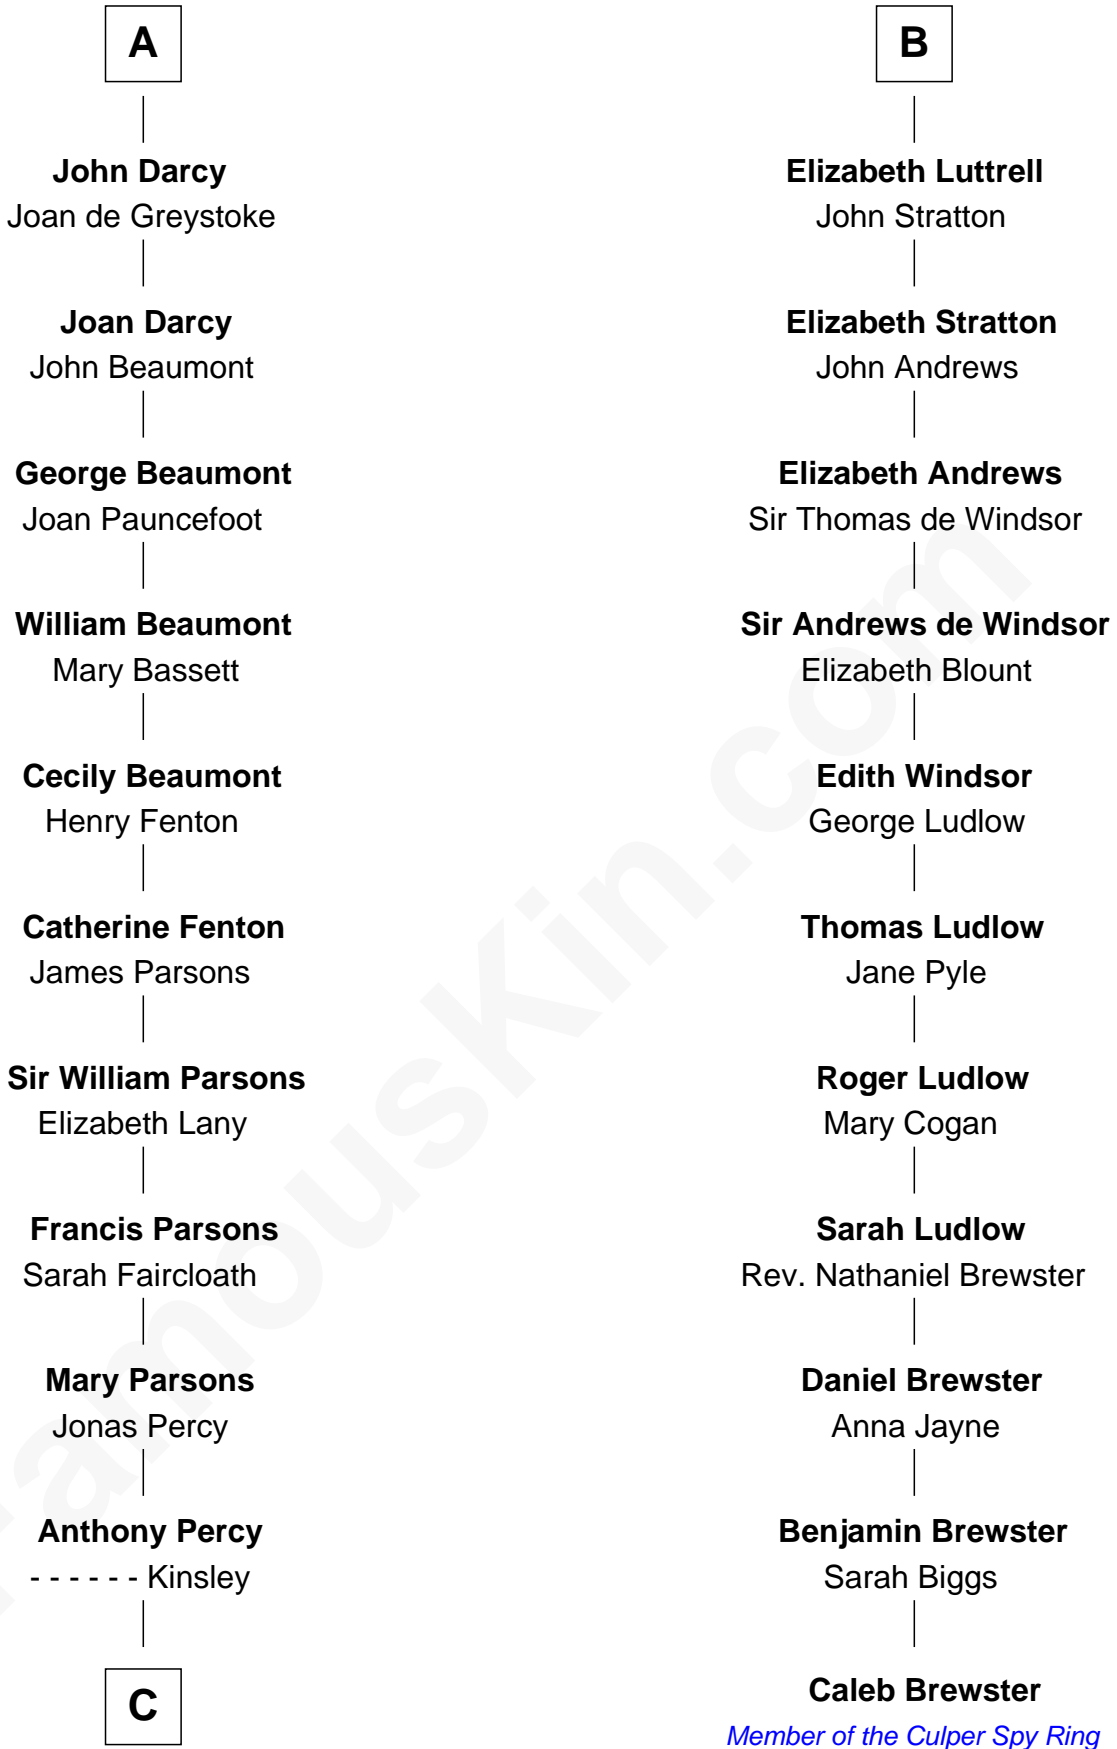 A
John Darcy
Joan de Greystoke
Joan Darcy
John Beaumont
George Beaumont
Joan Pauncefoot
William Beaumont
Mary Bassett
Cecily Beaumont
Henry Fenton
Catherine Fenton
James Parsons
Sir William Parsons
Elizabeth Lany
Francis Parsons
Sarah Faircloath
Mary Parsons
Jonas Percy
Anthony Percy
- - - - - - Kinsley
C
B
Elizabeth Luttrell
John Stratton
Elizabeth Stratton
John Andrews
Elizabeth Andrews
Sir Thomas de Windsor
Sir Andrews de Windsor
Elizabeth Blount
Edith Windsor
George Ludlow
Thomas Ludlow
Jane Pyle
Roger Ludlow
Mary Cogan
Sarah Ludlow
Rev. Nathaniel Brewster
Daniel Brewster
Anna Jayne
Benjamin Brewster
Sarah Biggs
Caleb Brewster
Member of the Culper Spy Ring
FamousKin.com